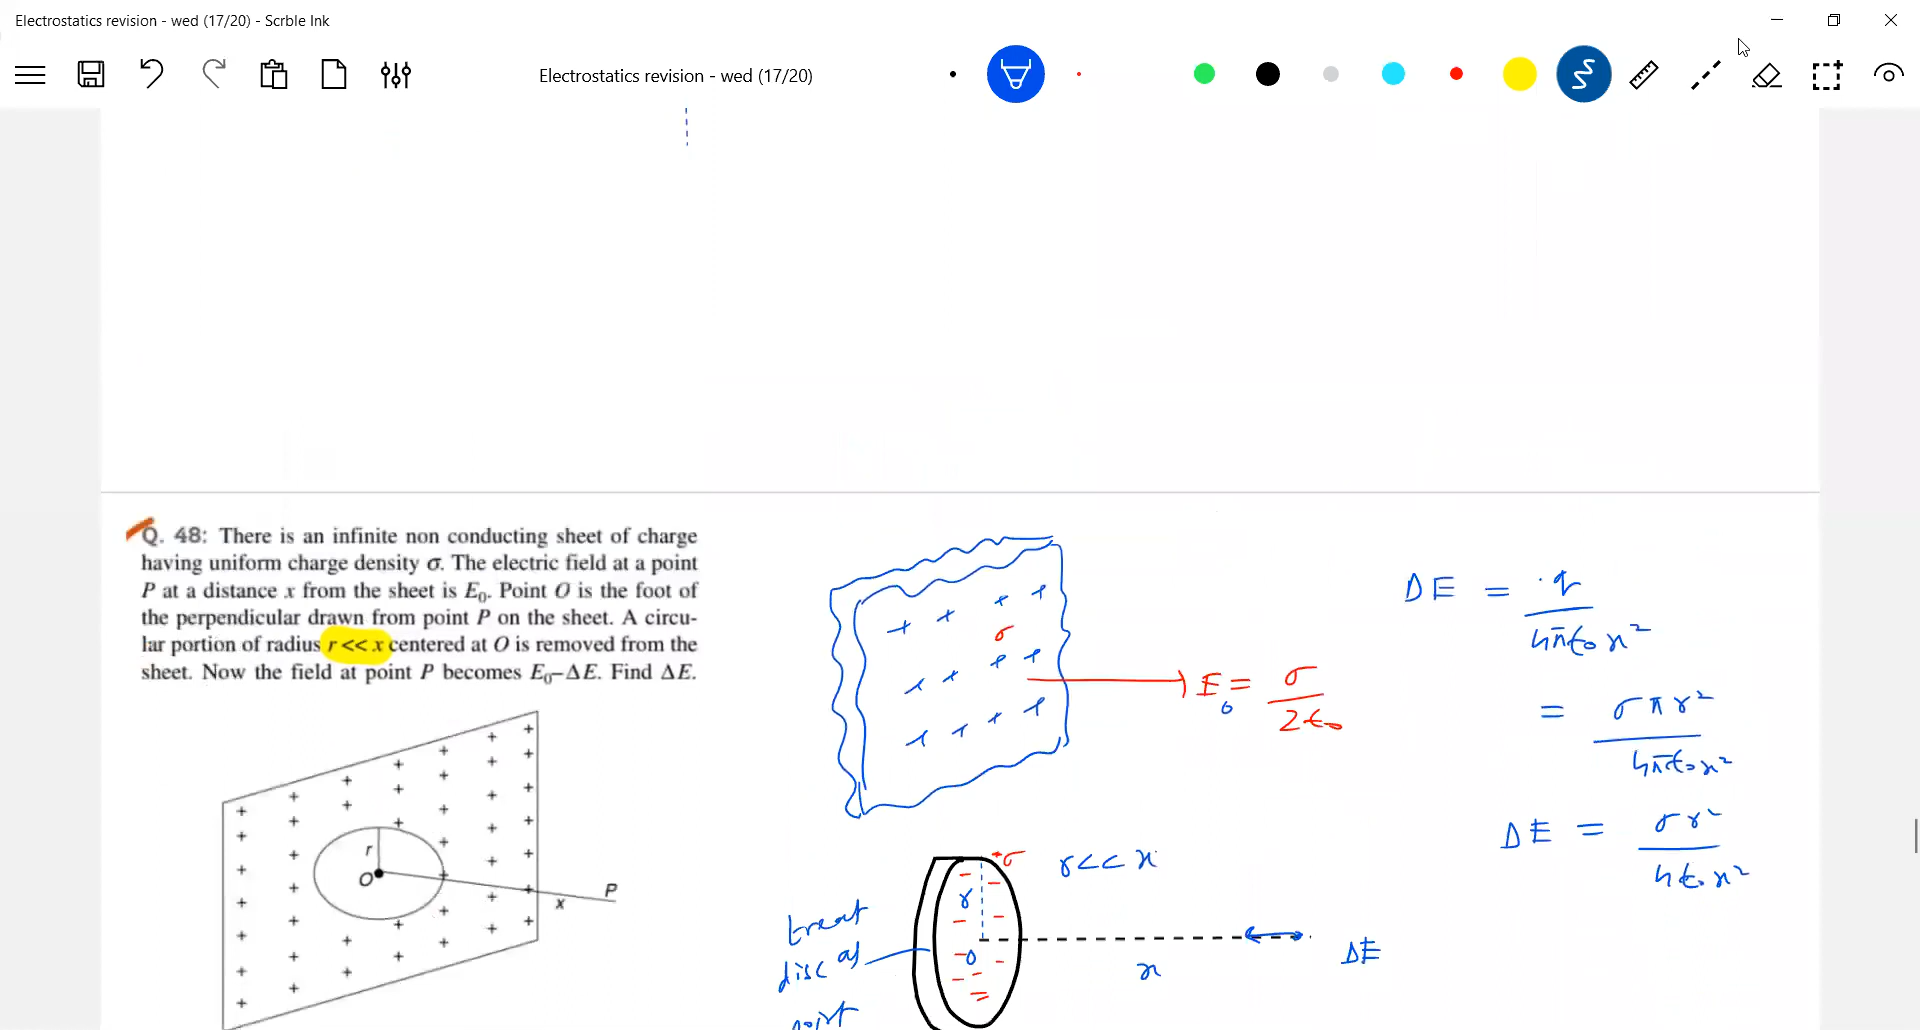 Electrostatics revision - wed (17/20) - Scrble Ink
Electrostatics revision - wed (17/20)
Q. 48: There is an infinite non conducting sheet of charge
having uniform charge density σ. The electric field at a point
P at a distance x from the sheet is E₀. Point O is the foot of
the perpendicular drawn from point P on the sheet. A circu-
lar portion of radius r << x centered at O is removed from the
sheet. Now the field at point P becomes E₀–ΔE. Find ΔE.
r
O
P
x
σ
E₀ = σ / 2ε₀
ΔE = q / 4πε₀x²
= σπr² / 4πε₀x²
ΔE = σr² / 4ε₀x²
σ
r << x
r
O
x
ΔE
treat
disc as
point